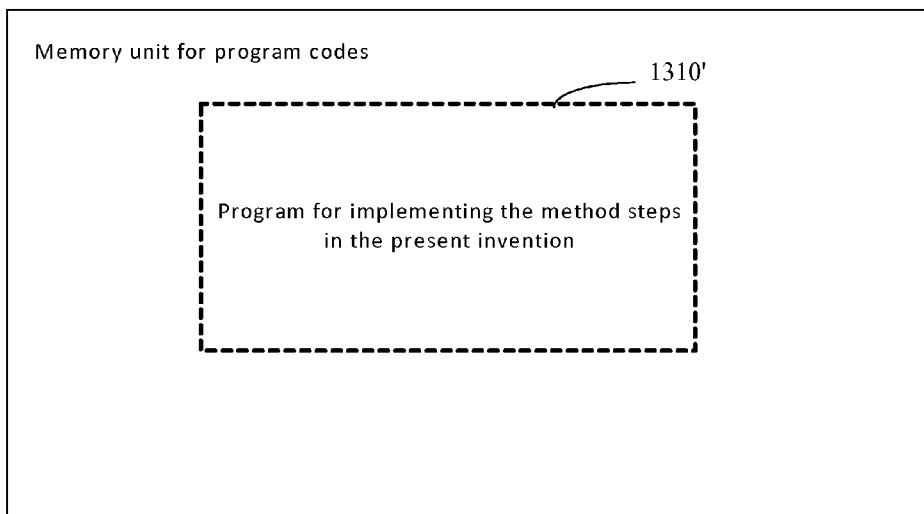 Memory unit for program codes
1310'
Program for implementing the method steps
in the present invention